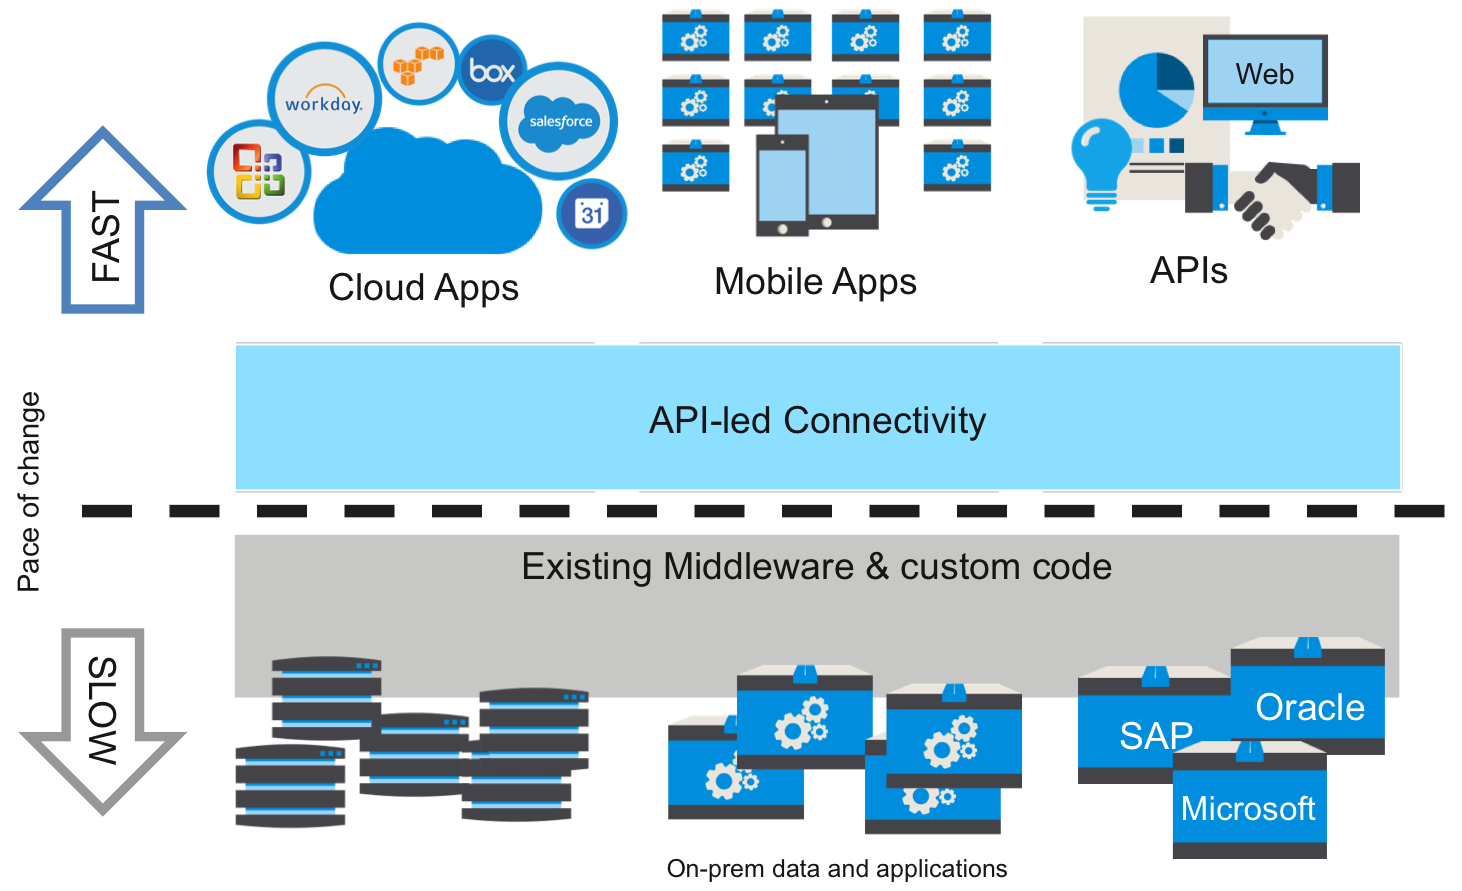 workday.
box
salesforce
31
Web
FAST
Cloud Apps
Mobile Apps
APIs
API-led Connectivity
Pace of change
Existing Middleware & custom code
SLOW
SAP
Oracle
Microsoft
On-prem data and applications